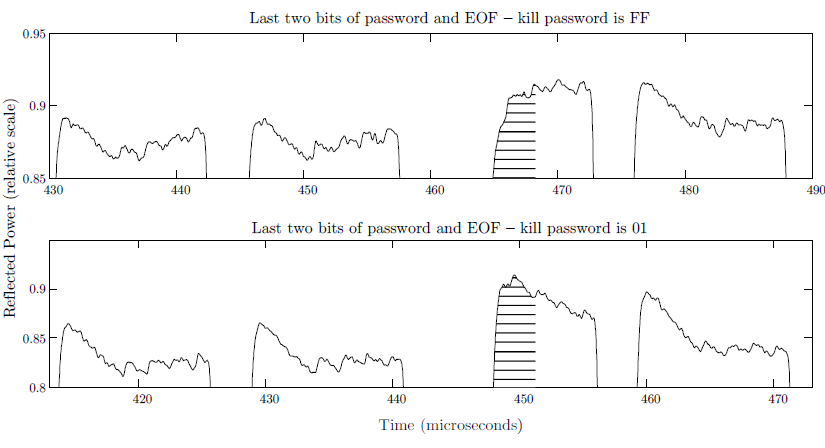 Last two bits of password and EOF − kill password is FF
0.95
0.9
0.85
430 440 450 460 470 480 490
Reflected Power (relative scale)
Last two bits of password and EOF − kill password is 01
0.9
0.85
0.8
420 430 440 450 460 470
Time (microseconds)